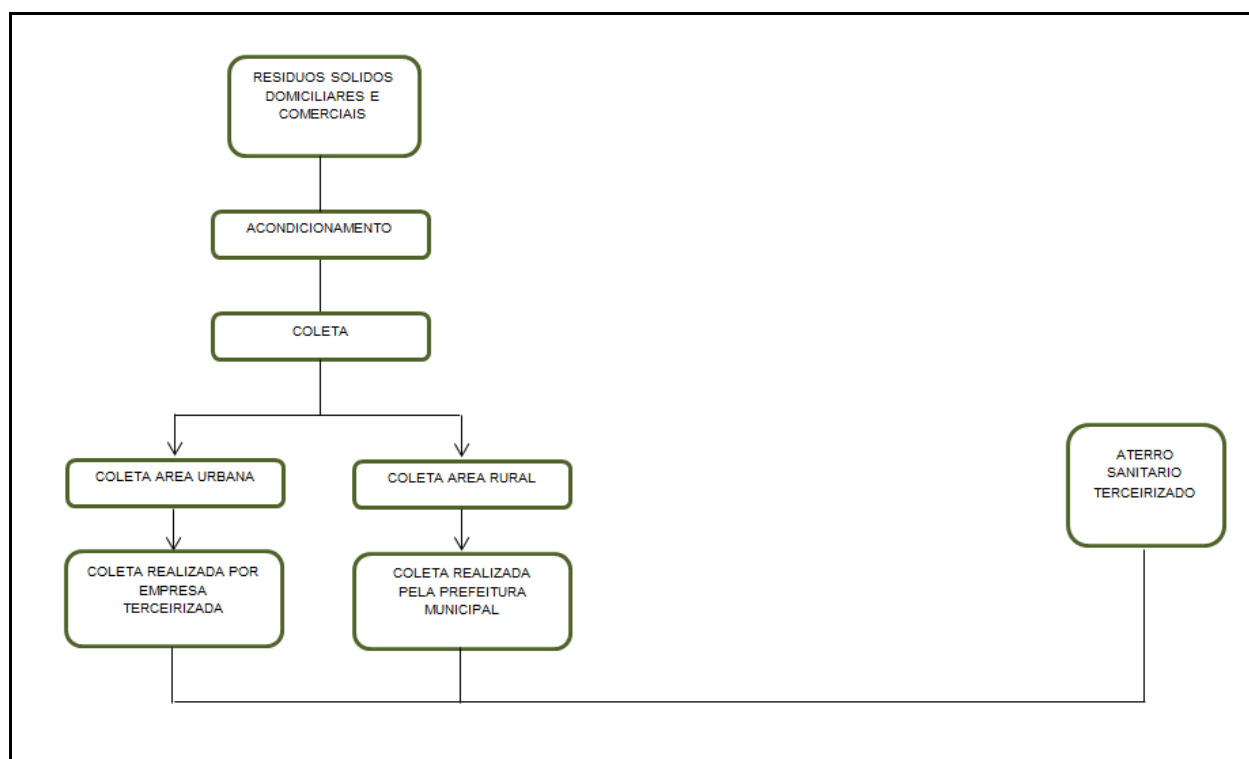 RESIDUOS SOLIDOS
DOMICILIARES E
COMERCIAIS
ACONDICIONAMENTO
COLETA
COLETA AREA URBANA
COLETA AREA RURAL
ATERRO
SANITARIO
TERCEIRIZADO
COLETA REALIZADA POR
EMPRESA
TERCEIRIZADA
COLETA REALIZADA
PELA PREFEITURA
MUNICIPAL